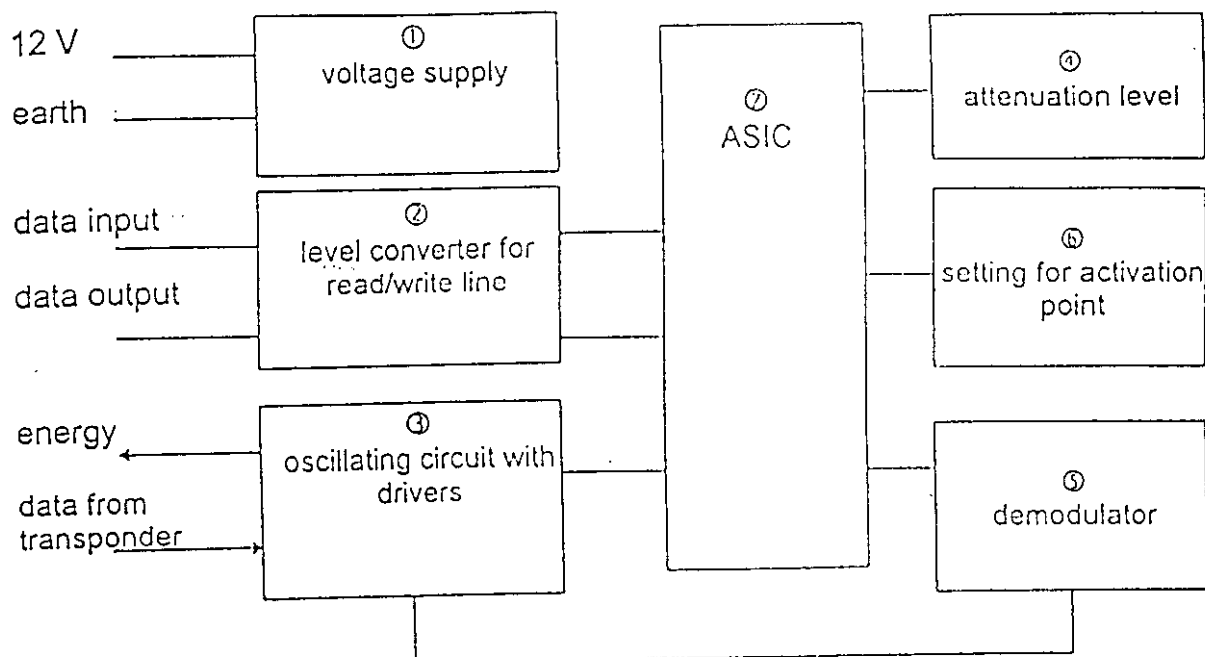 12 V
earth
data input
data output
energy
data from
transponder
①
voltage supply
②
level converter for
read/write line
③
oscillating circuit with
drivers
⑦
ASIC
④
attenuation level
⑥
setting for activation
point
⑤
demodulator